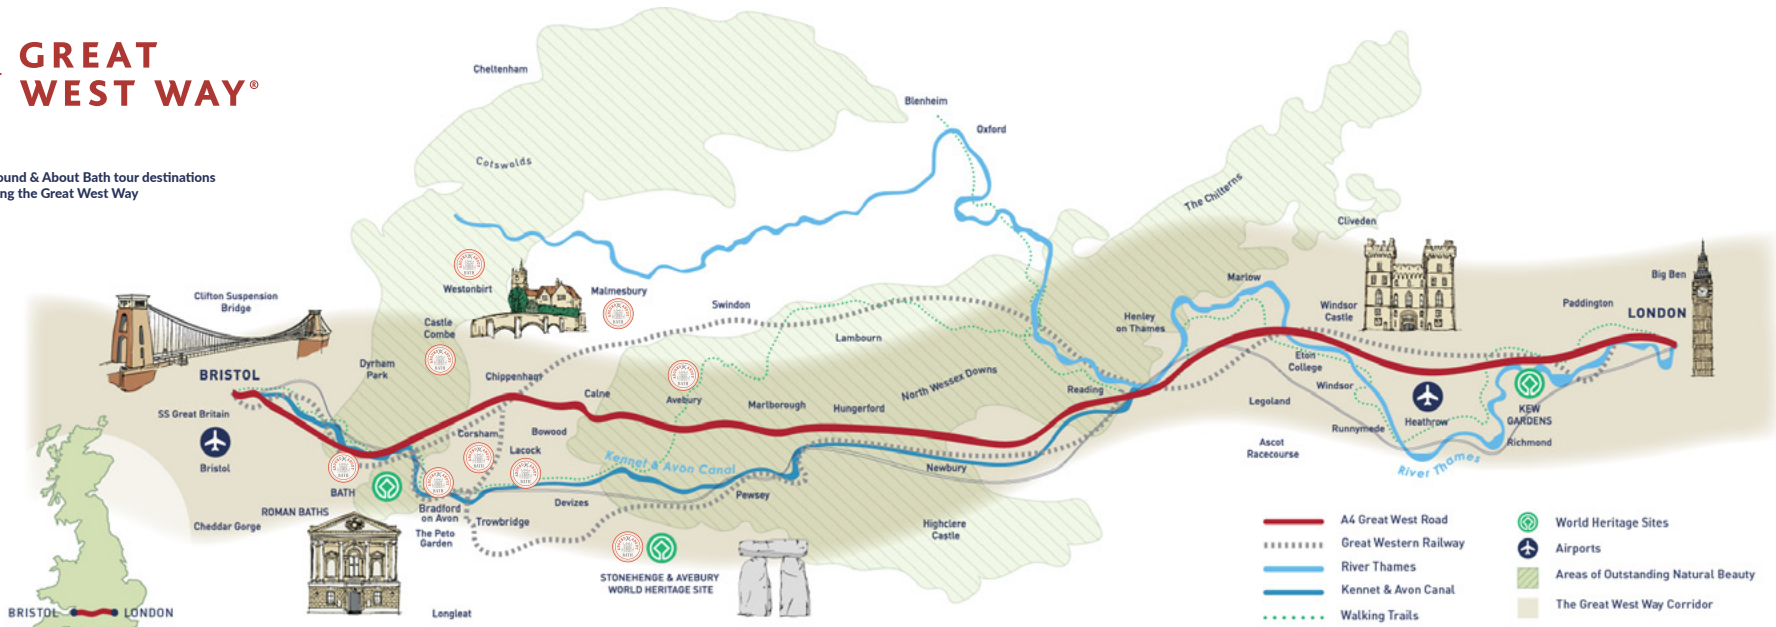 GREAT
WEST WAY®
ound & About Bath tour destinations
ng the Great West Way
Cheltenham
Cotswolds
Blenheim
Oxford
The Chilterns
Cliveden
Westonbirt
Malmesbury
Clifton Suspension
Bridge
Castle
Combe
Swindon
Lambourn
Marlow
Henley
on Thames
Windsor
Castle
Big Ben
Paddington
LONDON
Dyrham
Park
BRISTOL
Chippenham
Calne
Avebury
Marlborough
Hungerford
North Wessex Downs
Reading
Eton
College
Windsor
Legoland
Heathrow
KEW
GARDENS
SS Great Britain
Bristol
Corsham
Bowood
Lacock
Kennet & Avon Canal
Newbury
Runnymede
Ascot
Racecourse
Richmond
River Thames
BATH
Bradford
on Avon
Devizes
Pewsey
ROMAN BATHS
Cheddar Gorge
The Peto
Garden
Trowbridge
Highclere
Castle
STONEHENGE & AVEBURY
WORLD HERITAGE SITE
Longleat
BRISTOL
LONDON
A4 Great West Road
Great Western Railway
River Thames
Kennet & Avon Canal
Walking Trails
World Heritage Sites
Airports
Areas of Outstanding Natural Beauty
The Great West Way Corridor